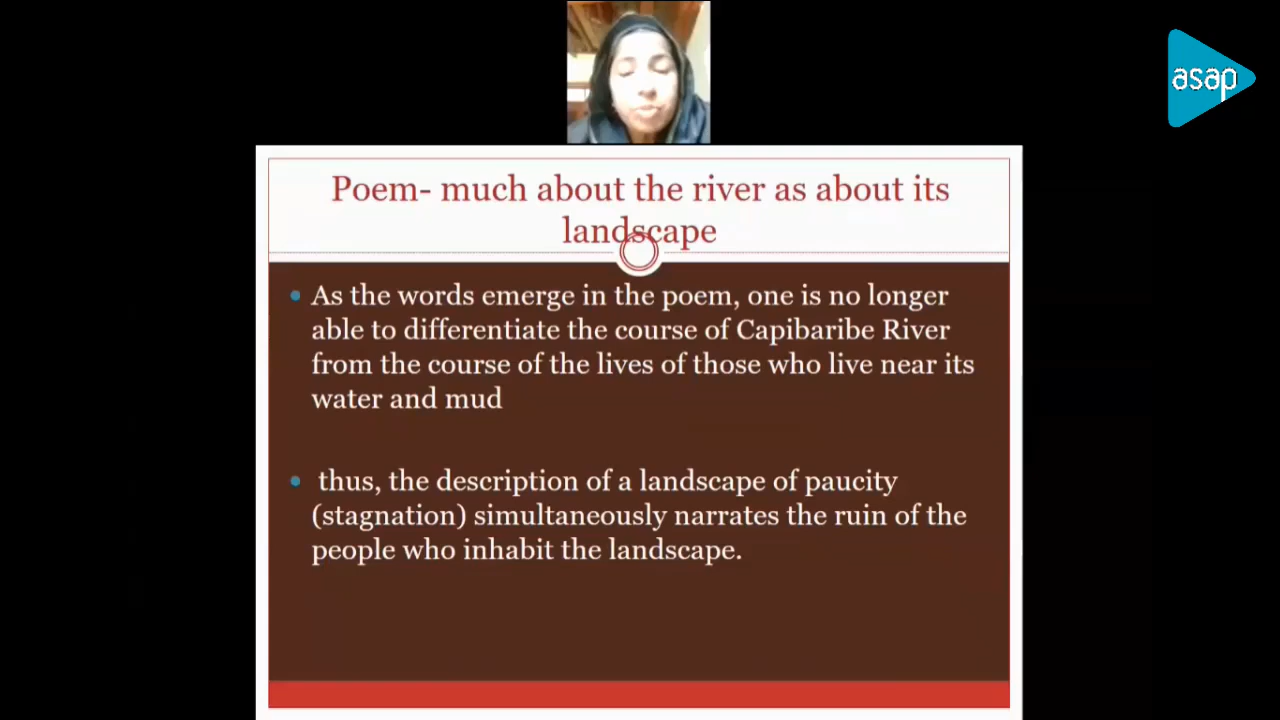 asap
Poem- much about the river as about its
landscape
As the words emerge in the poem, one is no longer
able to differentiate the course of Capibaribe River
from the course of the lives of those who live near its
water and mud
thus, the description of a landscape of paucity
(stagnation) simultaneously narrates the ruin of the
people who inhabit the landscape.